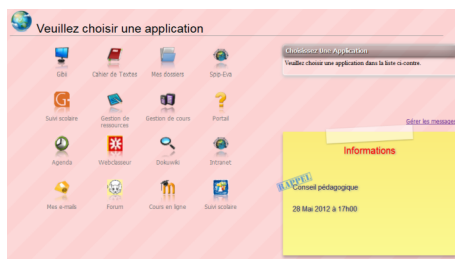 Veuillez choisir une application
Gibii
Cahier de Textes
Mes dossiers
Spip-Eva
Suivi scolaire
Gestion de
ressources
Gestion de cours
Portail
Agenda
Webclasseur
Dokuwiki
Intranet
Mes e-mails
Forum
Cours en ligne
Suivi scolaire
Choisissez Une Application
Veuillez choisir une application dans la liste ci-contre.
Gérer les messages
Informations
RAPPEL
Conseil pédagogique
28 Mai 2012 à 17h00